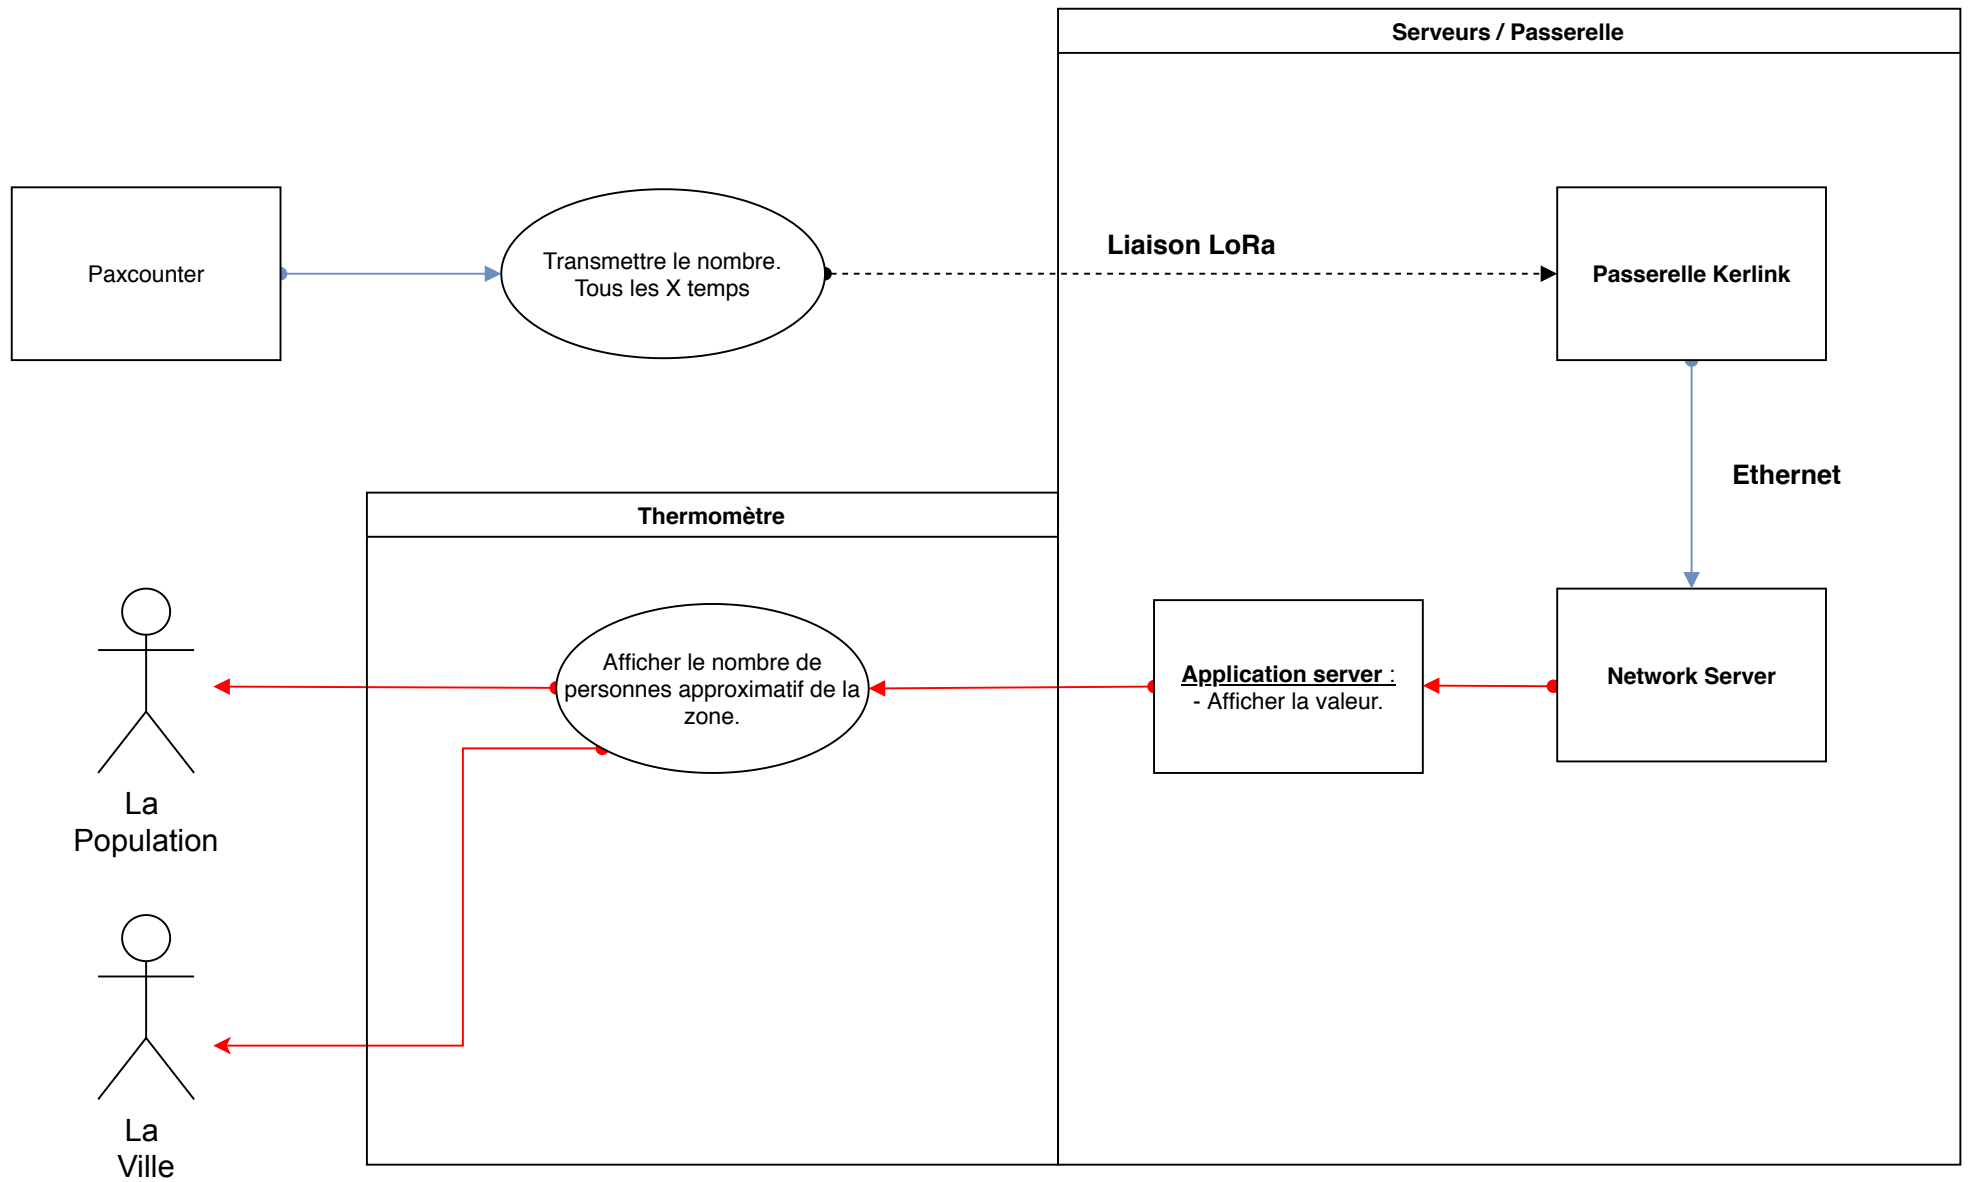 Serveurs / Passerelle
Paxcounter
Transmettre le nombre.
Tous les X temps
Liaison LoRa
Passerelle Kerlink
Ethernet
Thermomètre
Afficher le nombre de
personnes approximatif de la
zone.
Application server :
- Afficher la valeur.
Network Server
La
Population
La
Ville